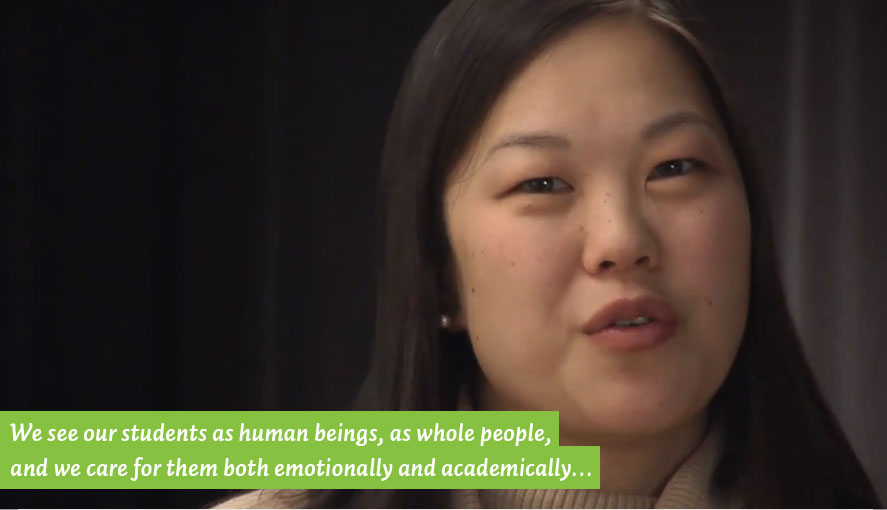 We see our students as human beings, as whole people,
and we care for them both emotionally and academically...